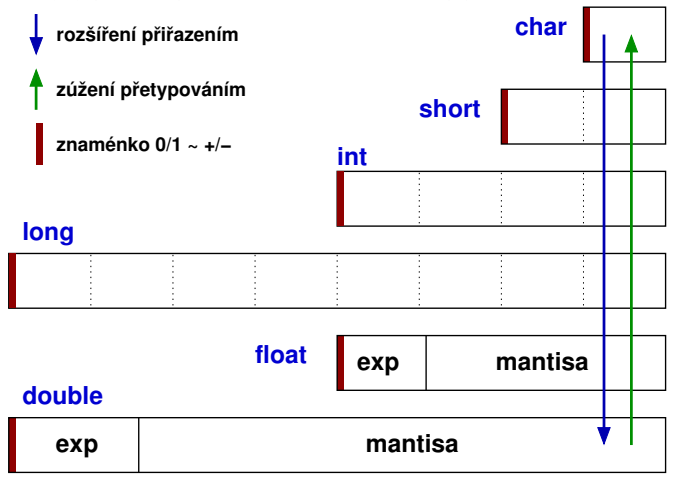 char
rozšíření přiřazením
zúžení přetypováním
short
znaménko 0/1 ~ +/−
int
long
float
exp
mantisa
double
exp
mantisa